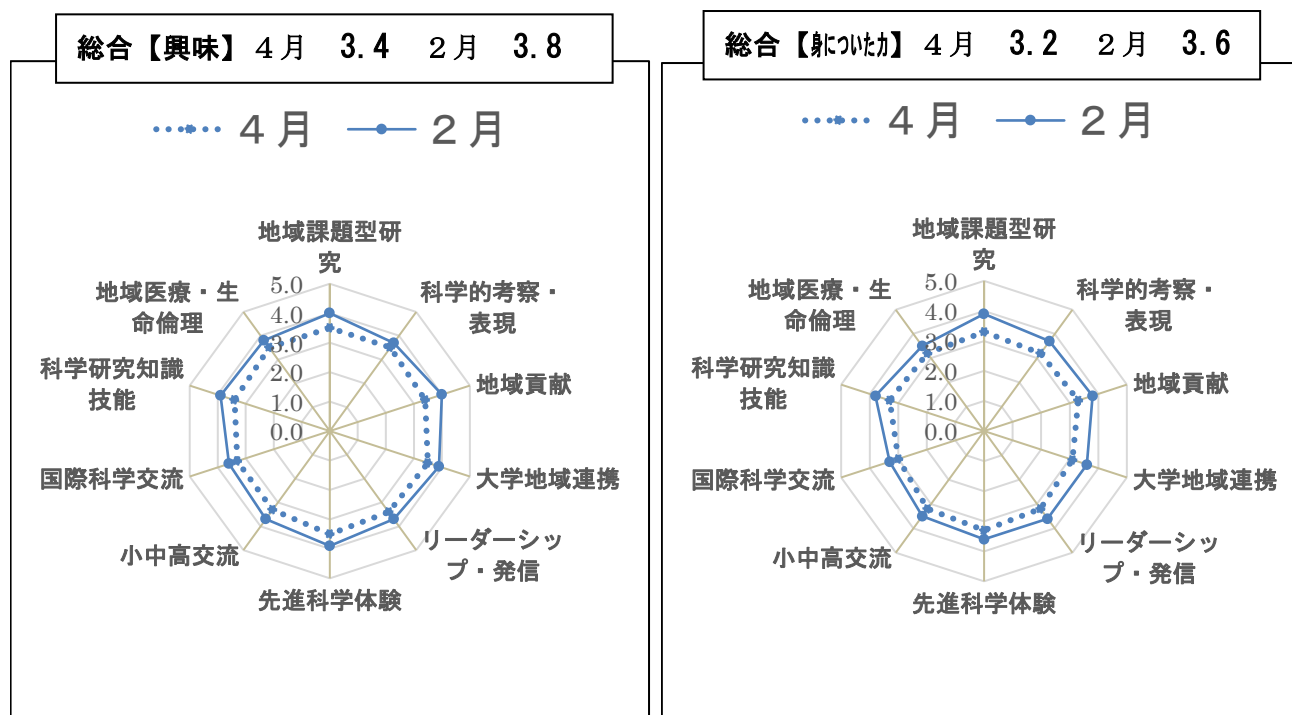 総合【興味】４月　3.4　２月　3.8
４月　２月
地域課題型研
究
科学的考察・
表現
地域貢献
大学地域連携
リーダーシッ
プ・発信
先進科学体験
小中高交流
国際科学交流
科学研究知識
技能
地域医療・生
命倫理
5.0
4.0
3.0
2.0
1.0
0.0
総合【身についた力】４月　3.2　２月　3.6
４月　２月
地域課題型研
究
科学的考察・
表現
地域貢献
大学地域連携
リーダーシッ
プ・発信
先進科学体験
小中高交流
国際科学交流
科学研究知識
技能
地域医療・生
命倫理
5.0
4.0
3.0
2.0
1.0
0.0